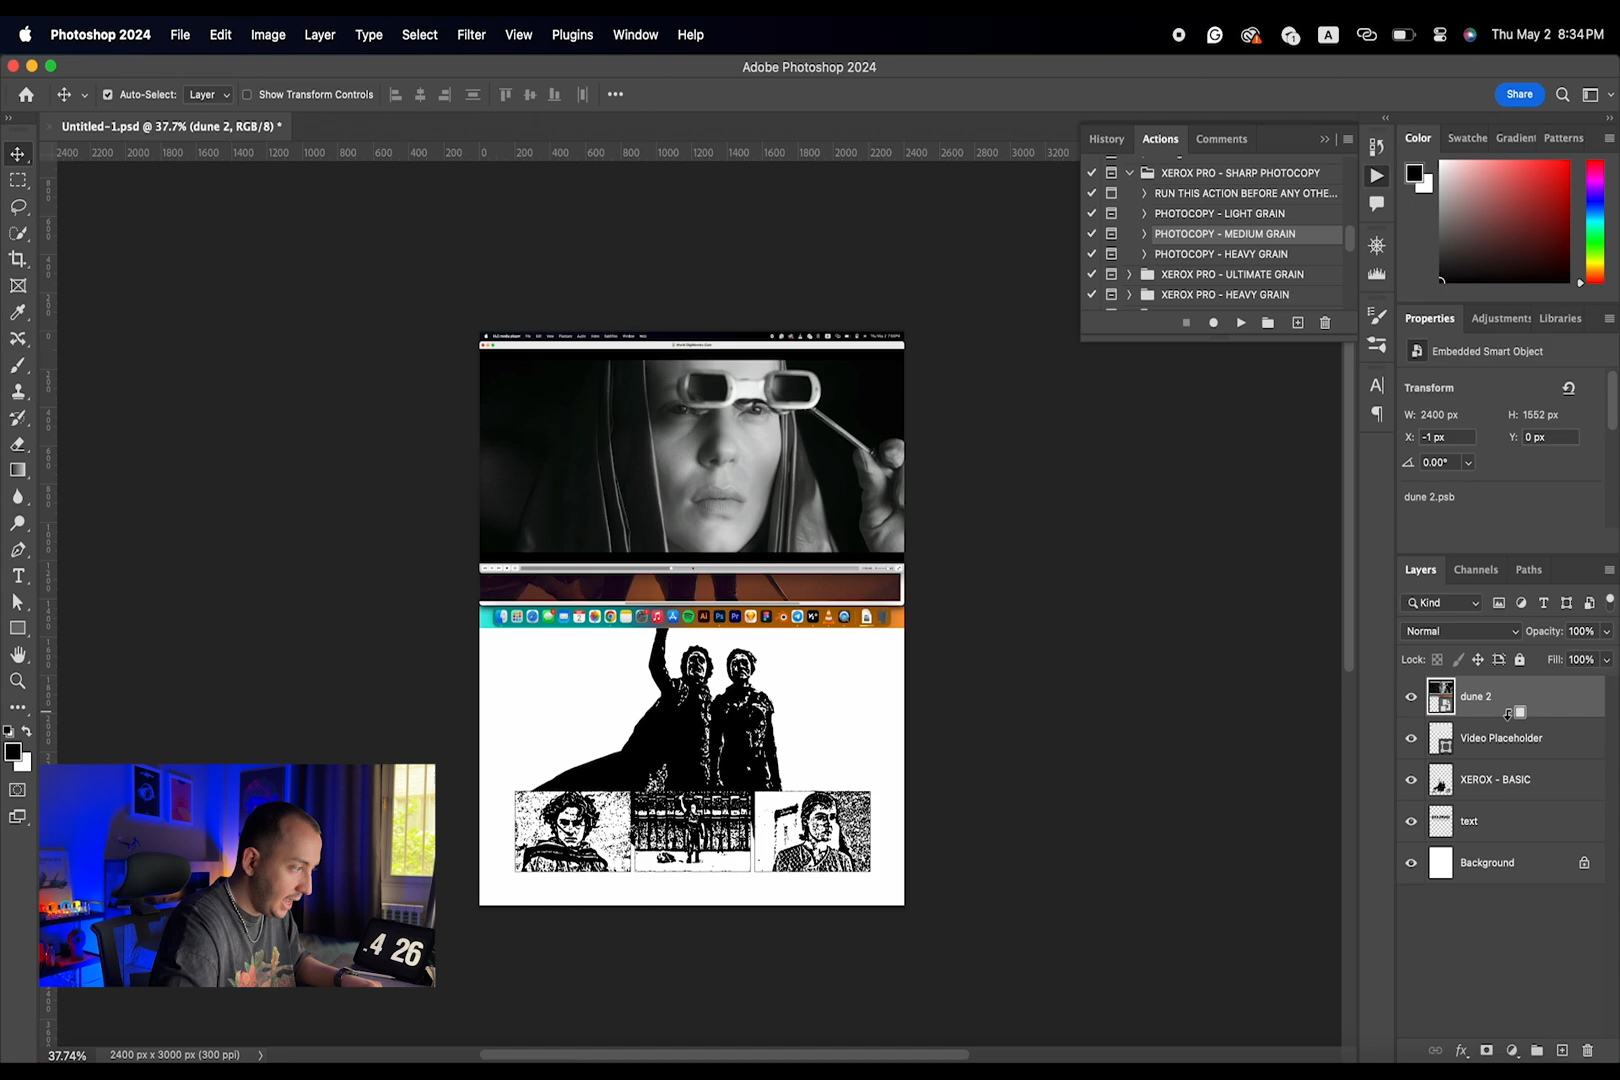 Photoshop 2024 File Edit Image Layer Type Select Filter View Plugins Window Help
A
Thu May 2 8:34 PM
Adobe Photoshop 2024
Auto-Select: Layer Show Transform Controls
Share
Untitled-1.psd @ 37.7% (dune 2, RGB/8) *
2400 2200 2000 1800 1600 1400 1200 1000 800 600 400 200 0 200 400 600 800 1000 1200 1400 1600 1800 2000 2200 2400 2600 2800 3000 3200
History Actions Comments
XEROX PRO - SHARP PHOTOCOPY
RUN THIS ACTION BEFORE ANY OTHE...
PHOTOCOPY - LIGHT GRAIN
PHOTOCOPY - MEDIUM GRAIN
PHOTOCOPY - HEAVY GRAIN
XEROX PRO - ULTIMATE GRAIN
XEROX PRO - HEAVY GRAIN
Color Swatche Gradient Patterns
Properties Adjustments Libraries
Embedded Smart Object
Transform
W: 2400 px H: 1552 px
X: -1 px Y: 0 px
0.00°
dune 2.psb
Layers Channels Paths
Kind
Normal Opacity: 100%
Lock: Fill: 100%
dune 2
Video Placeholder
XEROX - BASIC
text
Background
4 26
37.74% 2400 px x 3000 px (300 ppi)